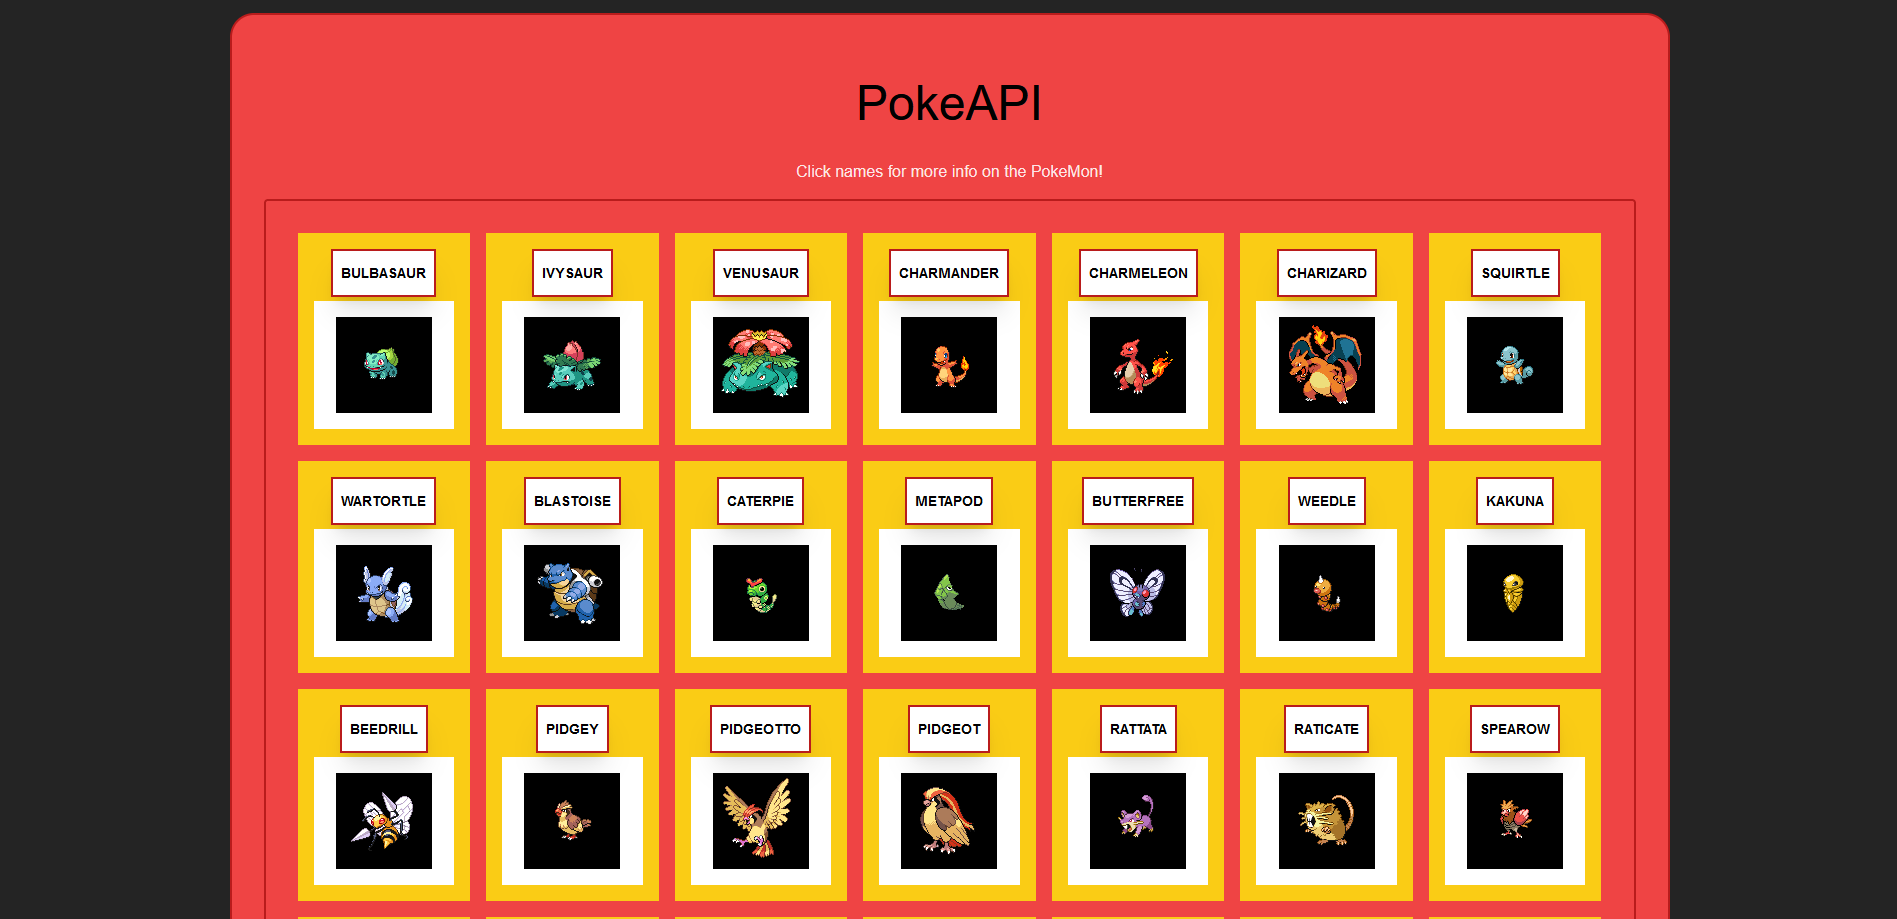 PokeAPI
Click names for more info on the PokeMon!
BULBASAUR IVYSAUR VENUSAUR CHARMANDER CHARMELEON CHARIZARD SQUIRTLE
WARTORTLE BLASTOISE CATERPIE METAPOD BUTTERFREE WEEDLE KAKUNA
BEEDRILL PIDGEY PIDGEOTTO PIDGEOT RATTATA RATICATE SPEAROW